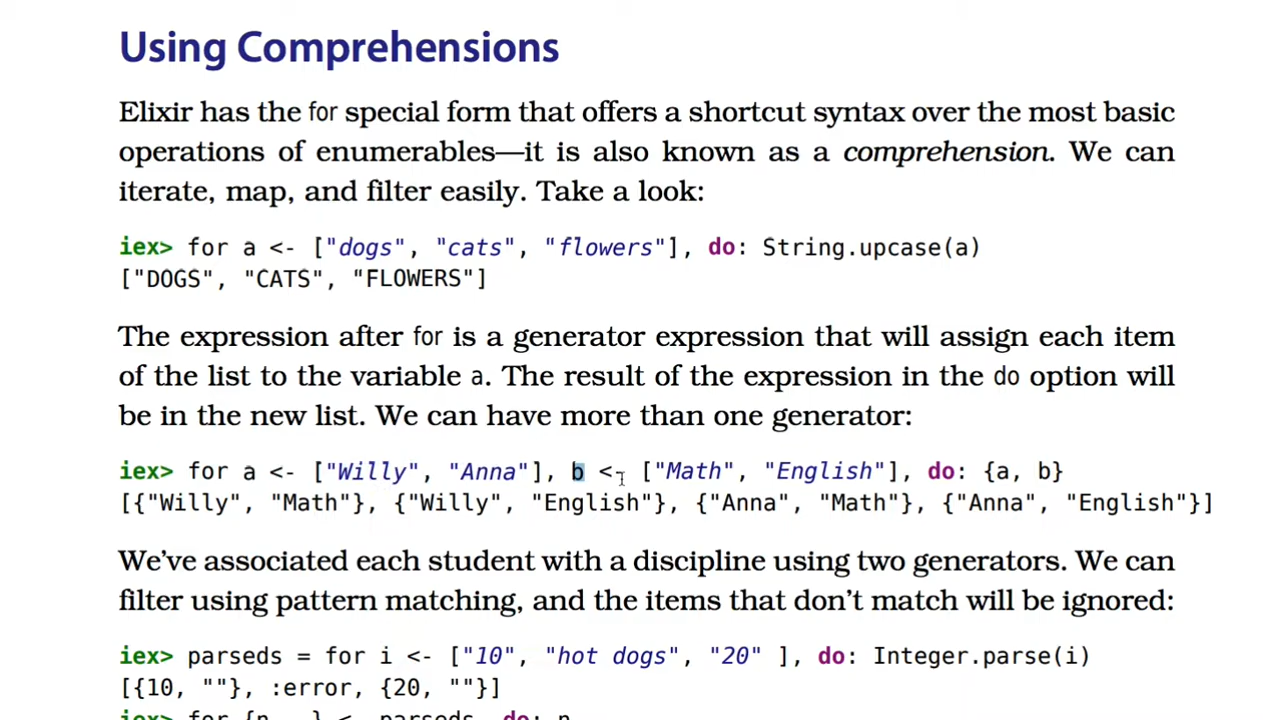 Using Comprehensions
Elixir has the for special form that offers a shortcut syntax over the most basic
operations of enumerables—it is also known as a comprehension. We can
iterate, map, and filter easily. Take a look:
iex> for a <- ["dogs", "cats", "flowers"], do: String.upcase(a)
["DOGS", "CATS", "FLOWERS"]
The expression after for is a generator expression that will assign each item
of the list to the variable a. The result of the expression in the do option will
be in the new list. We can have more than one generator:
iex> for a <- ["Willy", "Anna"], b <- ["Math", "English"], do: {a, b}
[{"Willy", "Math"}, {"Willy", "English"}, {"Anna", "Math"}, {"Anna", "English"}]
We've associated each student with a discipline using two generators. We can
filter using pattern matching, and the items that don't match will be ignored:
iex> parseds = for i <- ["10", "hot dogs", "20" ], do: Integer.parse(i)
[{10, ""}, :error, {20, ""}]
iex> for {n, _} <- parseds, do: n